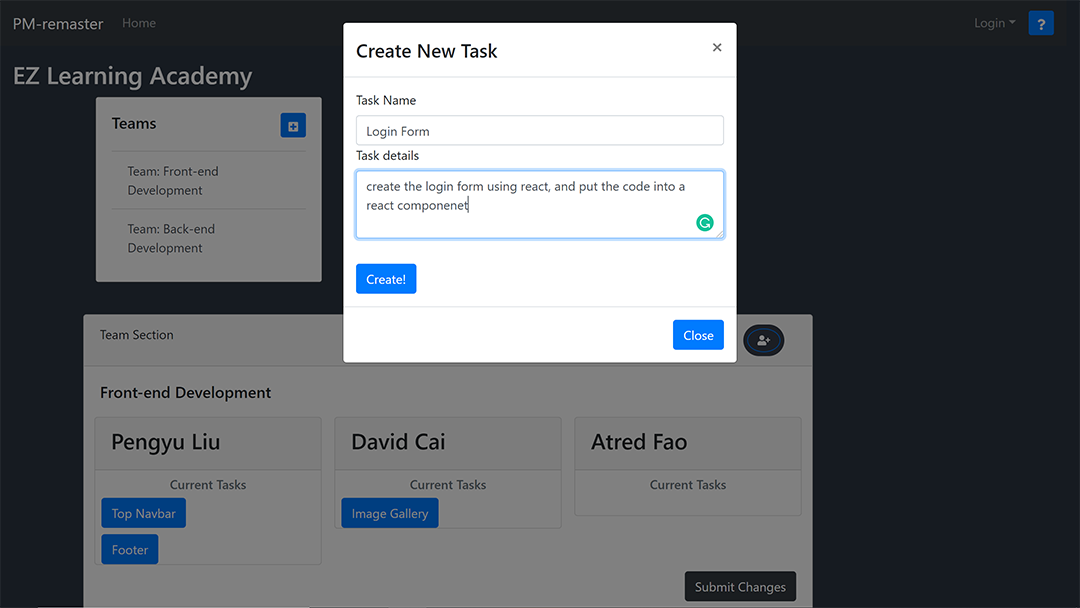 PM-remaster Home Login ?
EZ Learning Academy
Teams
Team: Front-end
Development
Team: Back-end
Development
Create New Task ×
Task Name
Login Form
Task details
create the login form using react, and put the code into a
react componenet
Create!
Close
Team Section
Front-end Development
Pengyu Liu
Current Tasks
Top Navbar
Footer
David Cai
Current Tasks
Image Gallery
Atred Fao
Current Tasks
Submit Changes